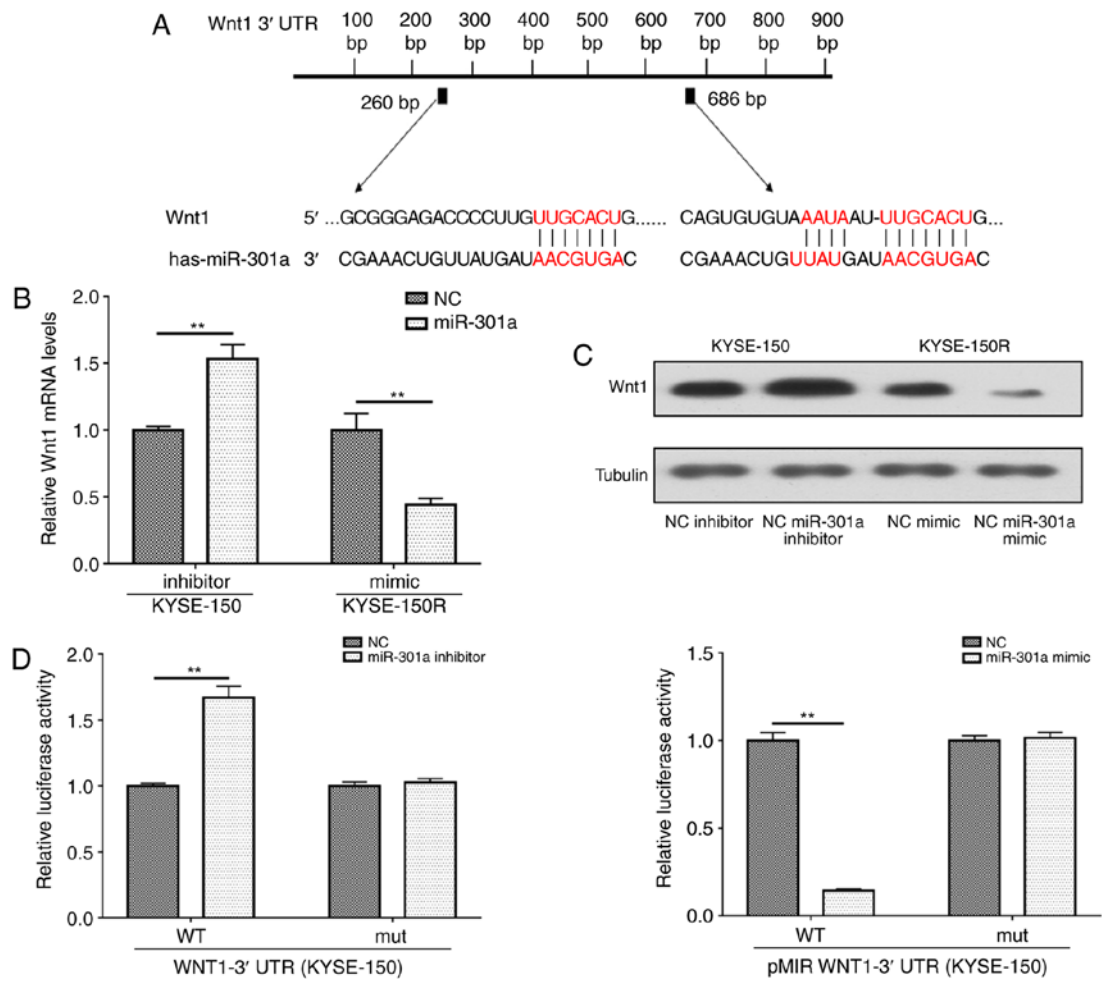 A
Wnt1 3′ UTR
100 bp 200 bp 300 bp 400 bp 500 bp 600 bp 700 bp 800 bp 900 bp
260 bp 686 bp
Wnt1 5′ ...GCGGGAGACCCCUUGUUGCACUG...... CAGUGUGUAAAUAAU-UUGCACUG...
has-miR-301a 3′ CGAAACUGUUAUGAUAACGUGAC CGAAACUGUUAUGAUAACGUGAC
B
NC
miR-301a
Relative Wnt1 mRNA levels
2.0
1.5
1.0
0.5
0.0
**
**
inhibitor mimic
KYSE-150 KYSE-150R
C
KYSE-150 KYSE-150R
Wnt1
Tubulin
NC inhibitor NC miR-301a inhibitor NC mimic NC miR-301a mimic
D
NC
miR-301a inhibitor
Relative luciferase activity
2.0
1.5
1.0
0.5
0.0
**
WT mut
WNT1-3′ UTR (KYSE-150)
NC
miR-301a mimic
Relative luciferase activity
1.5
1.0
0.5
0.0
**
WT mut
pMIR WNT1-3′ UTR (KYSE-150)